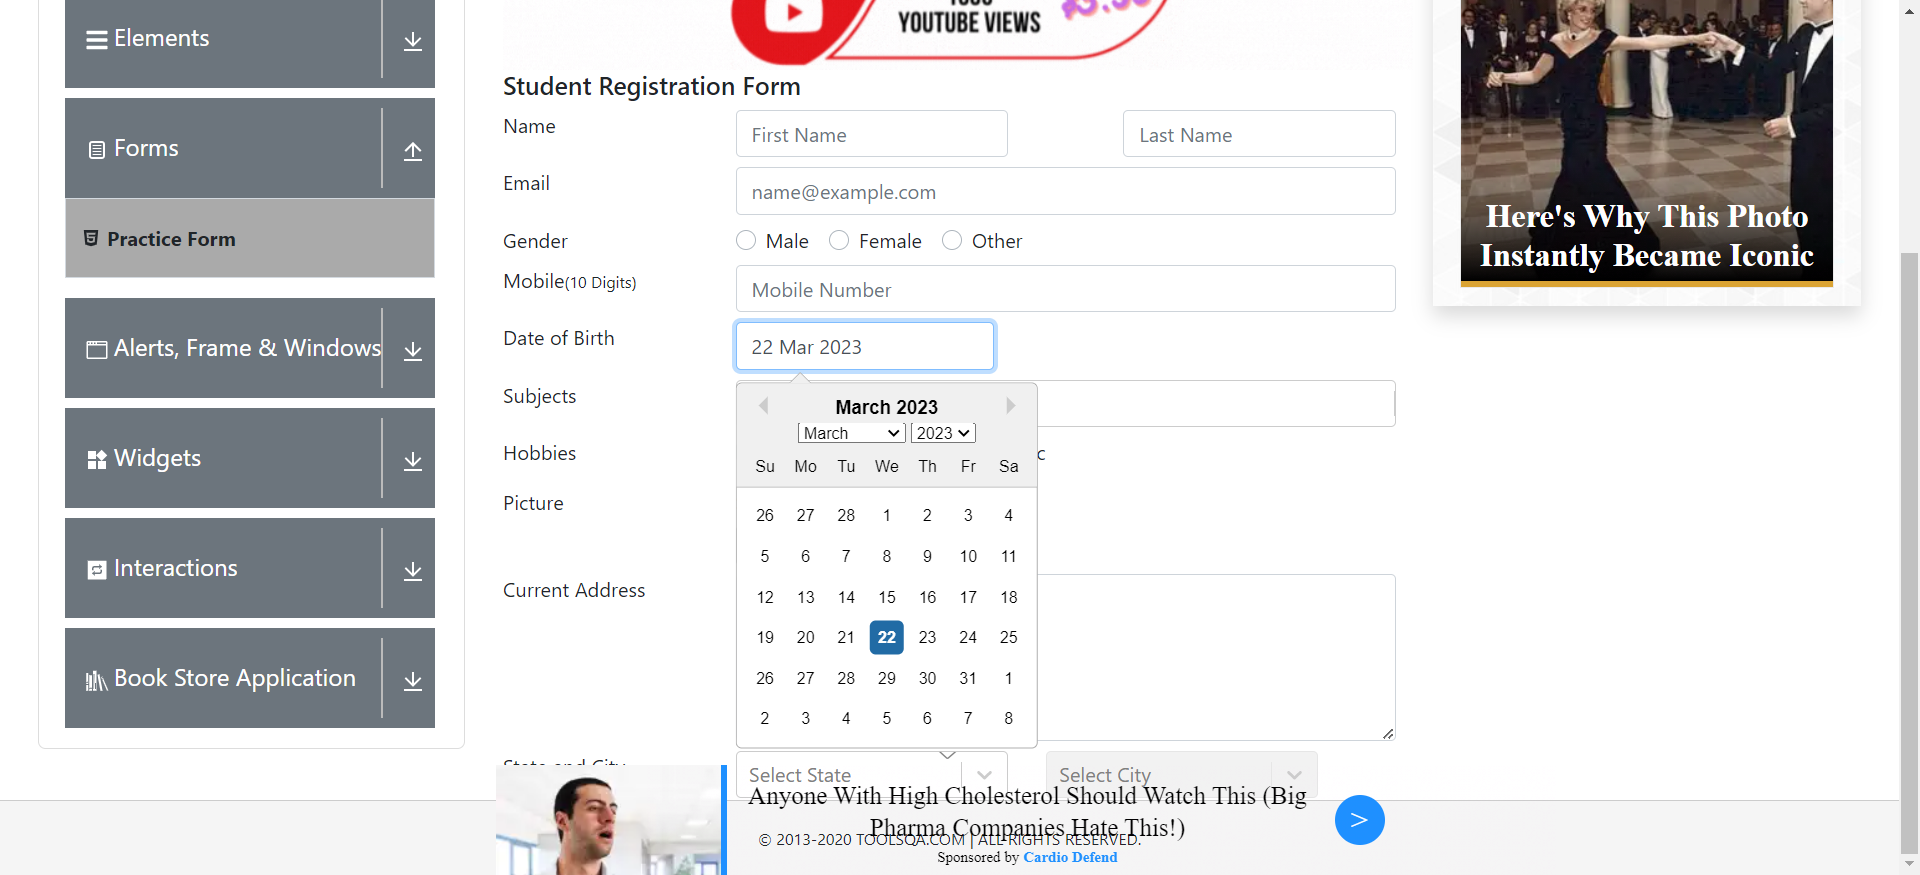 Elements
Forms
Practice Form
Alerts, Frame & Windows
Widgets
Interactions
Book Store Application
YOUTUBE VIEWS
Student Registration Form
Name
First Name
Last Name
Email
name@example.com
Gender
Male
Female
Other
Mobile(10 Digits)
Mobile Number
Date of Birth
22 Mar 2023
Subjects
March 2023
March 2023
Su Mo Tu We Th Fr Sa
26 27 28 1 2 3 4
5 6 7 8 9 10 11
12 13 14 15 16 17 18
19 20 21 22 23 24 25
26 27 28 29 30 31 1
2 3 4 5 6 7 8
Hobbies
c
Picture
Current Address
State and City
Select State
Select City
Anyone With High Cholesterol Should Watch This (Big
Pharma Companies Hate This!)
© 2013-2020 TOOLSQA.COM | ALL RIGHTS RESERVED.
Sponsored by Cardio Defend
>
Here's Why This Photo
Instantly Became Iconic